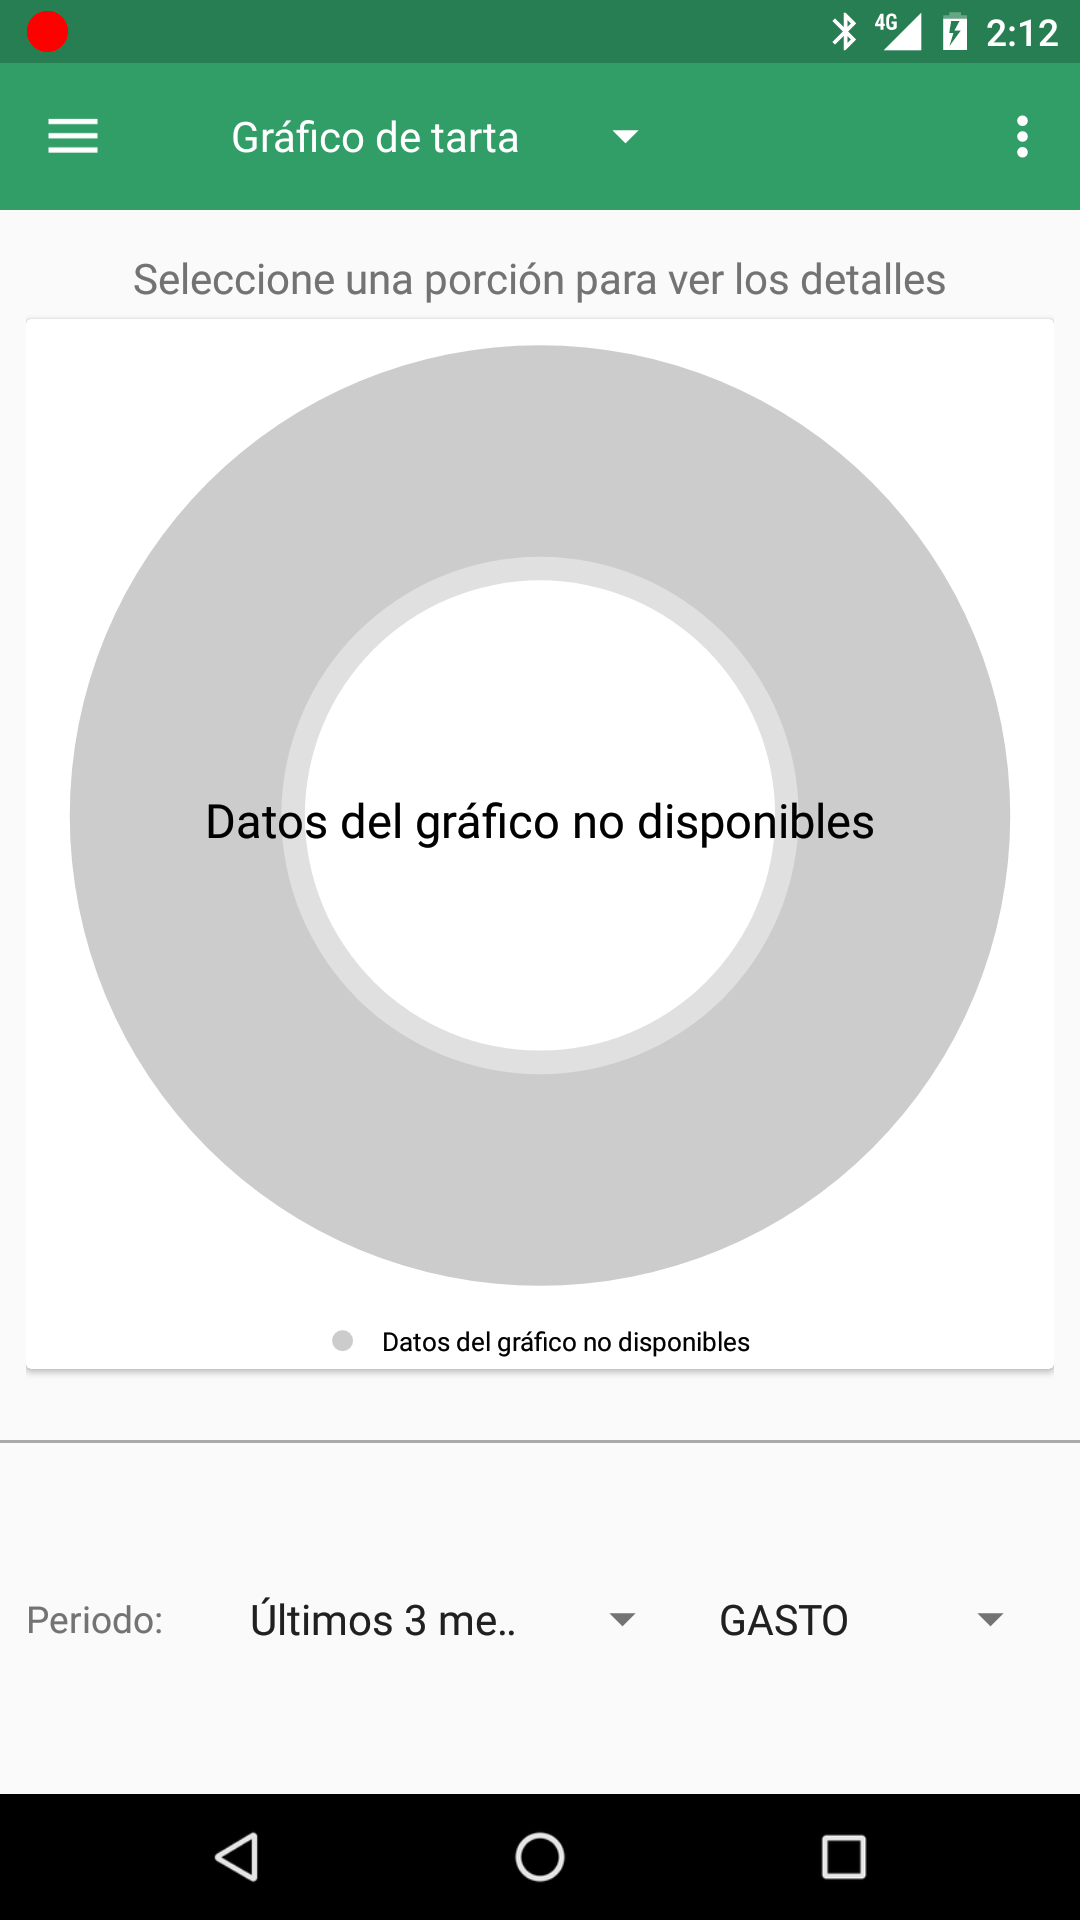 4G 2:12
Gráfico de tarta
Seleccione una porción para ver los detalles
Datos del gráfico no disponibles
Datos del gráfico no disponibles
Periodo: Últimos 3 me.. GASTO